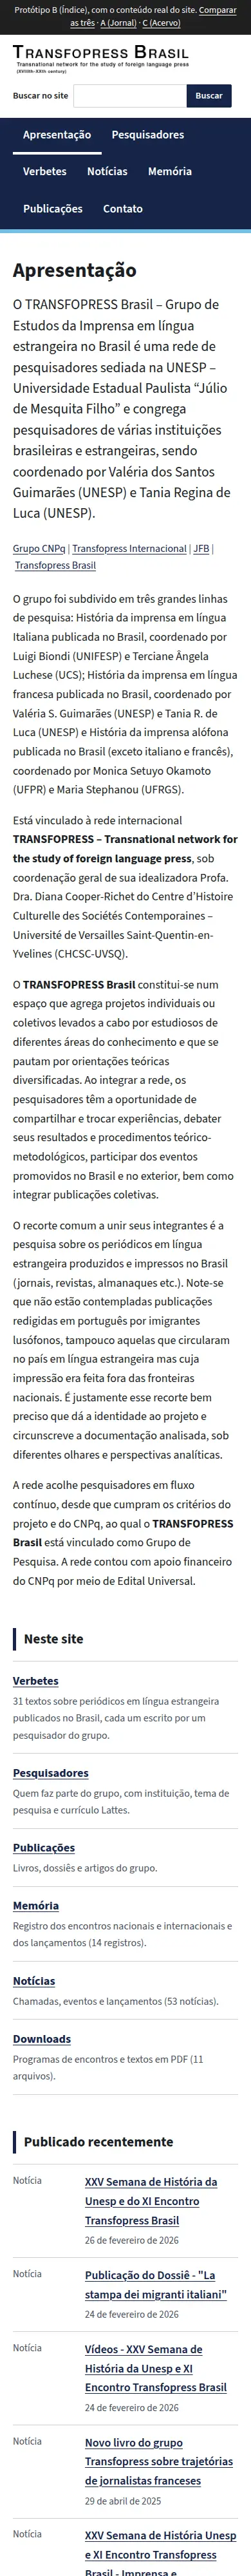 Protótipo B (Índice), com o conteúdo real do site. Comparar
as três · A (Jornal) · C (Acervo)
TRANSFOPRESS BRASIL
Transnational network for the study of foreign language press
(XVIIIth-XXth century)
Buscar no site
Buscar
Apresentação Pesquisadores
Verbetes Notícias Memória
Publicações Contato
Apresentação
O TRANSFOPRESS Brasil – Grupo de
Estudos da Imprensa em língua
estrangeira no Brasil é uma rede de
pesquisadores sediada na UNESP –
Universidade Estadual Paulista “Júlio
de Mesquita Filho” e congrega
pesquisadores de várias instituições
brasileiras e estrangeiras, sendo
coordenado por Valéria dos Santos
Guimarães (UNESP) e Tania Regina de
Luca (UNESP).
Grupo CNPq | Transfopress Internacional | JFB |
Transfopress Brasil
O grupo foi subdivido em três grandes linhas
de pesquisa: História da imprensa em língua
Italiana publicada no Brasil, coordenado por
Luigi Biondi (UNIFESP) e Terciane Ângela
Luchese (UCS); História da imprensa em língua
francesa publicada no Brasil, coordenado por
Valéria S. Guimarães (UNESP) e Tania R. de
Luca (UNESP) e História da imprensa alófona
publicada no Brasil (exceto italiano e francês),
coordenado por Monica Setuyo Okamoto
(UFPR) e Maria Stephanou (UFRGS).
Está vinculado à rede internacional
TRANSFOPRESS – Transnational network for
the study of foreign language press, sob
coordenação geral de sua idealizadora Profa.
Dra. Diana Cooper-Richet do Centre d’Histoire
Culturelle des Sociétés Contemporaines –
Université de Versailles Saint-Quentin-en-
Yvelines (CHCSC-UVSQ).
O TRANSFOPRESS Brasil constitui-se num
espaço que agrega projetos individuais ou
coletivos levados a cabo por estudiosos de
diferentes áreas do conhecimento e que se
pautam por orientações teóricas
diversificadas. Ao integrar a rede, os
pesquisadores têm a oportunidade de
compartilhar e trocar experiências, debater
seus resultados e procedimentos teórico-
metodológicos, participar dos eventos
promovidos no Brasil e no exterior, bem como
integrar publicações coletivas.
O recorte comum a unir seus integrantes é a
pesquisa sobre os periódicos em língua
estrangeira produzidos e impressos no Brasil
(jornais, revistas, almanaques etc.). Note-se
que não estão contempladas publicações
redigidas em português por imigrantes
lusófonos, tampouco aquelas que circularam
no país em língua estrangeira mas cuja
impressão era feita fora das fronteiras
nacionais. É justamente esse recorte bem
preciso que dá a identidade ao projeto e
circunscreve a documentação analisada, sob
diferentes olhares e perspectivas analíticas.
A rede acolhe pesquisadores em fluxo
contínuo, desde que cumpram os critérios do
projeto e do CNPq, ao qual o TRANSFOPRESS
Brasil está vinculado como Grupo de
Pesquisa. A rede contou com apoio financeiro
do CNPq por meio de Edital Universal.
Neste site
Verbetes
31 textos sobre periódicos em língua estrangeira
publicados no Brasil, cada um escrito por um
pesquisador do grupo.
Pesquisadores
Quem faz parte do grupo, com instituição, tema de
pesquisa e currículo Lattes.
Publicações
Livros, dossiês e artigos do grupo.
Memória
Registro dos encontros nacionais e internacionais e
dos lançamentos (14 registros).
Notícias
Chamadas, eventos e lançamentos (53 notícias).
Downloads
Programas de encontros e textos em PDF (11
arquivos).
Publicado recentemente
Notícia
XXV Semana de História da
Unesp e do XI Encontro
Transfopress Brasil
26 de fevereiro de 2026
Notícia
Publicação do Dossiê - "La
stampa dei migranti italiani"
24 de fevereiro de 2026
Notícia
Vídeos - XXV Semana de
História da Unesp e XI
Encontro Transfopress Brasil
24 de fevereiro de 2026
Notícia
Novo livro do grupo
Transfopress sobre trajetórias
de jornalistas franceses
29 de abril de 2025
Notícia
XXV Semana de História Unesp
e XI Encontro Transfopress
Brasil - Imprensa e